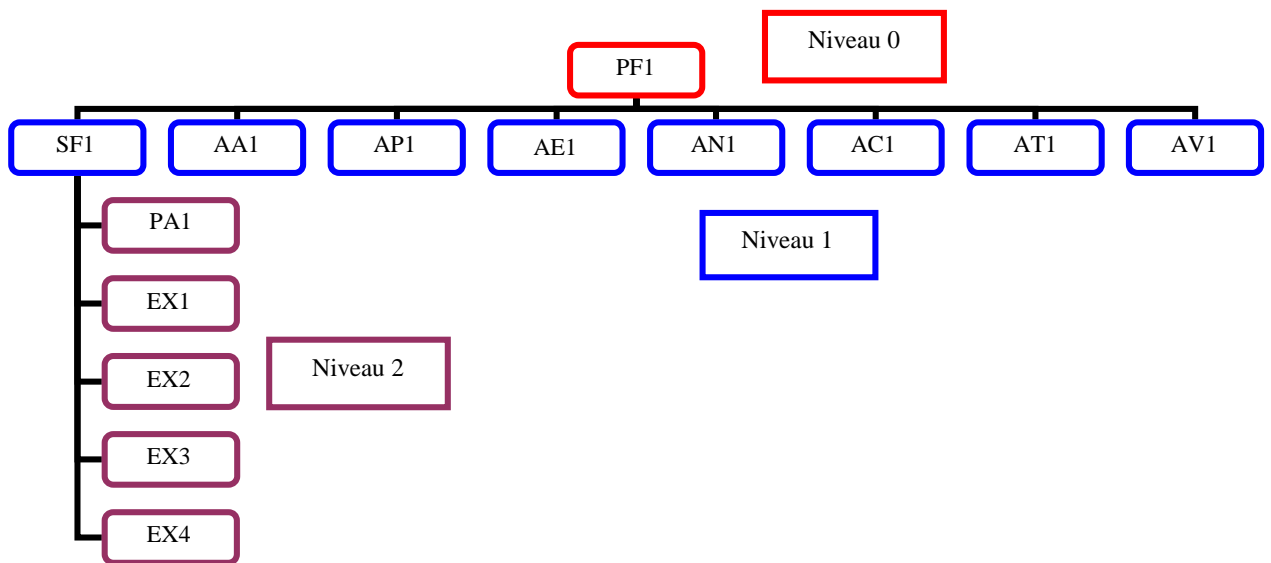 Niveau 0
PF1
SF1
AA1
AP1
AE1
AN1
AC1
AT1
AV1
PA1
Niveau 1
EX1
Niveau 2
EX2
EX3
EX4